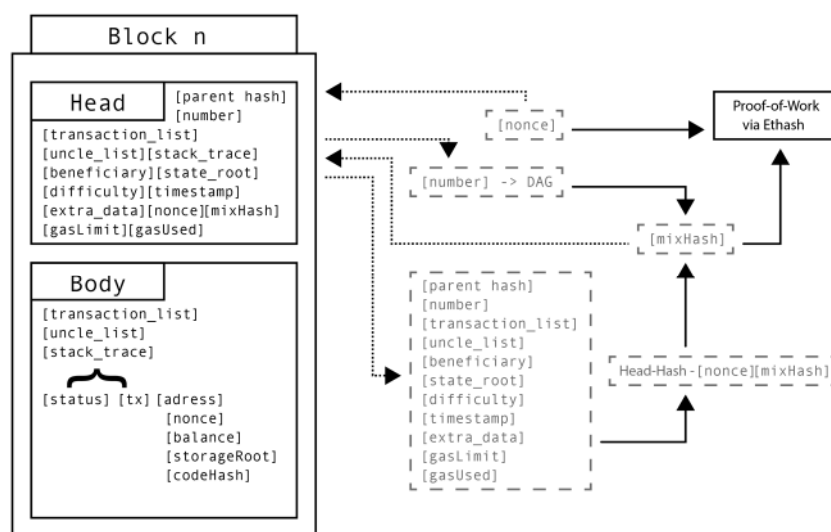 Block n
Head
[parent hash]
[number]
[transaction_list]
[uncle_list][stack_trace]
[beneficiary][state_root]
[difficulty][timestamp]
[extra_data][nonce][mixHash]
[gasLimit][gasUsed]
Body
[transaction_list]
[uncle_list]
[stack_trace]
[status] [tx] [adress]
[nonce]
[balance]
[storageRoot]
[codeHash]
[nonce]
Proof-of-Work
via Ethash
[number] -> DAG
[mixHash]
[parent hash]
[number]
[transaction_list]
[uncle_list]
[beneficiary]
[state_root]
[difficulty]
[timestamp]
[extra_data]
[gasLimit]
[gasUsed]
Head-Hash - [nonce][mixHash]